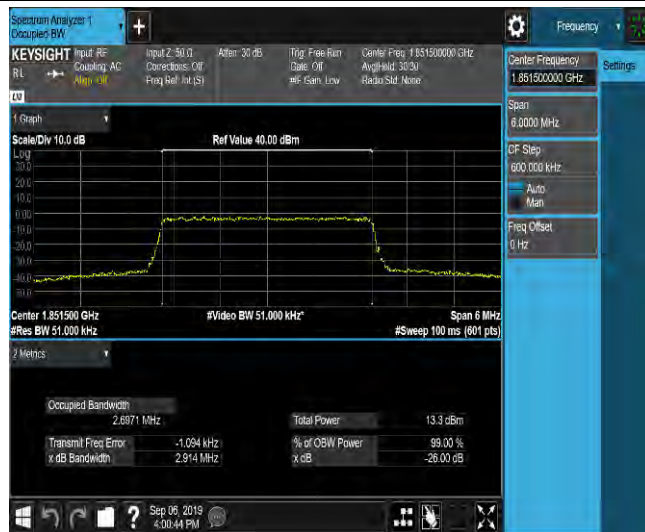 Spectrum Analyzer 1
Occupied BW
Frequency
KEYSIGHT
RL
Input: RF
Coupling: AC
Align: Off
Input Z: 50 Ω
Corrections: Off
Freq Ref: Int (S)
Atten: 30 dB
Trig: Free Run
Gate: Off
#IF Gain: Low
Center Freq: 1.851500000 GHz
Avg|Hold: 30/30
Radio Std: None
Center Frequency
1.851500000 GHz
Settings
Span
6.0000 MHz
CF Step
600.000 kHz
Auto
Man
Freq Offset
0 Hz
1 Graph
Scale/Div 10.0 dB
Ref Value 40.00 dBm
Log
30.0
20.0
10.0
0.00
-10.0
-20.0
-30.0
-40.0
-50.0
Center 1.851500 GHz
#Video BW 51.000 kHz*
Span 6 MHz
#Res BW 51.000 kHz
#Sweep 100 ms (601 pts)
2 Metrics
Occupied Bandwidth
2.6971 MHz
Total Power 13.3 dBm
Transmit Freq Error -1.094 kHz
% of OBW Power 99.00 %
x dB Bandwidth 2.914 MHz
x dB -26.00 dB
?
Sep 06, 2019
4:00:44 PM